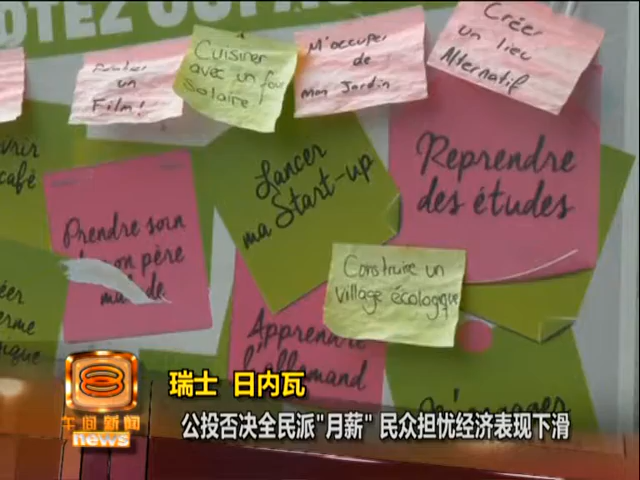 Cuisiner
avec un four
Solaire
M'occuper
de
Mon Jardin
Créer
un lieu
Alternatif
un
Film!
café
Lancer
ma Start-up
Reprendre
des études
Prendre soin
père
Construire un
Village écologique
Apprendre
l'allemand
瑞士 日内瓦
午间新闻
news
公投否决全民派"月薪" 民众担忧经济表现下滑